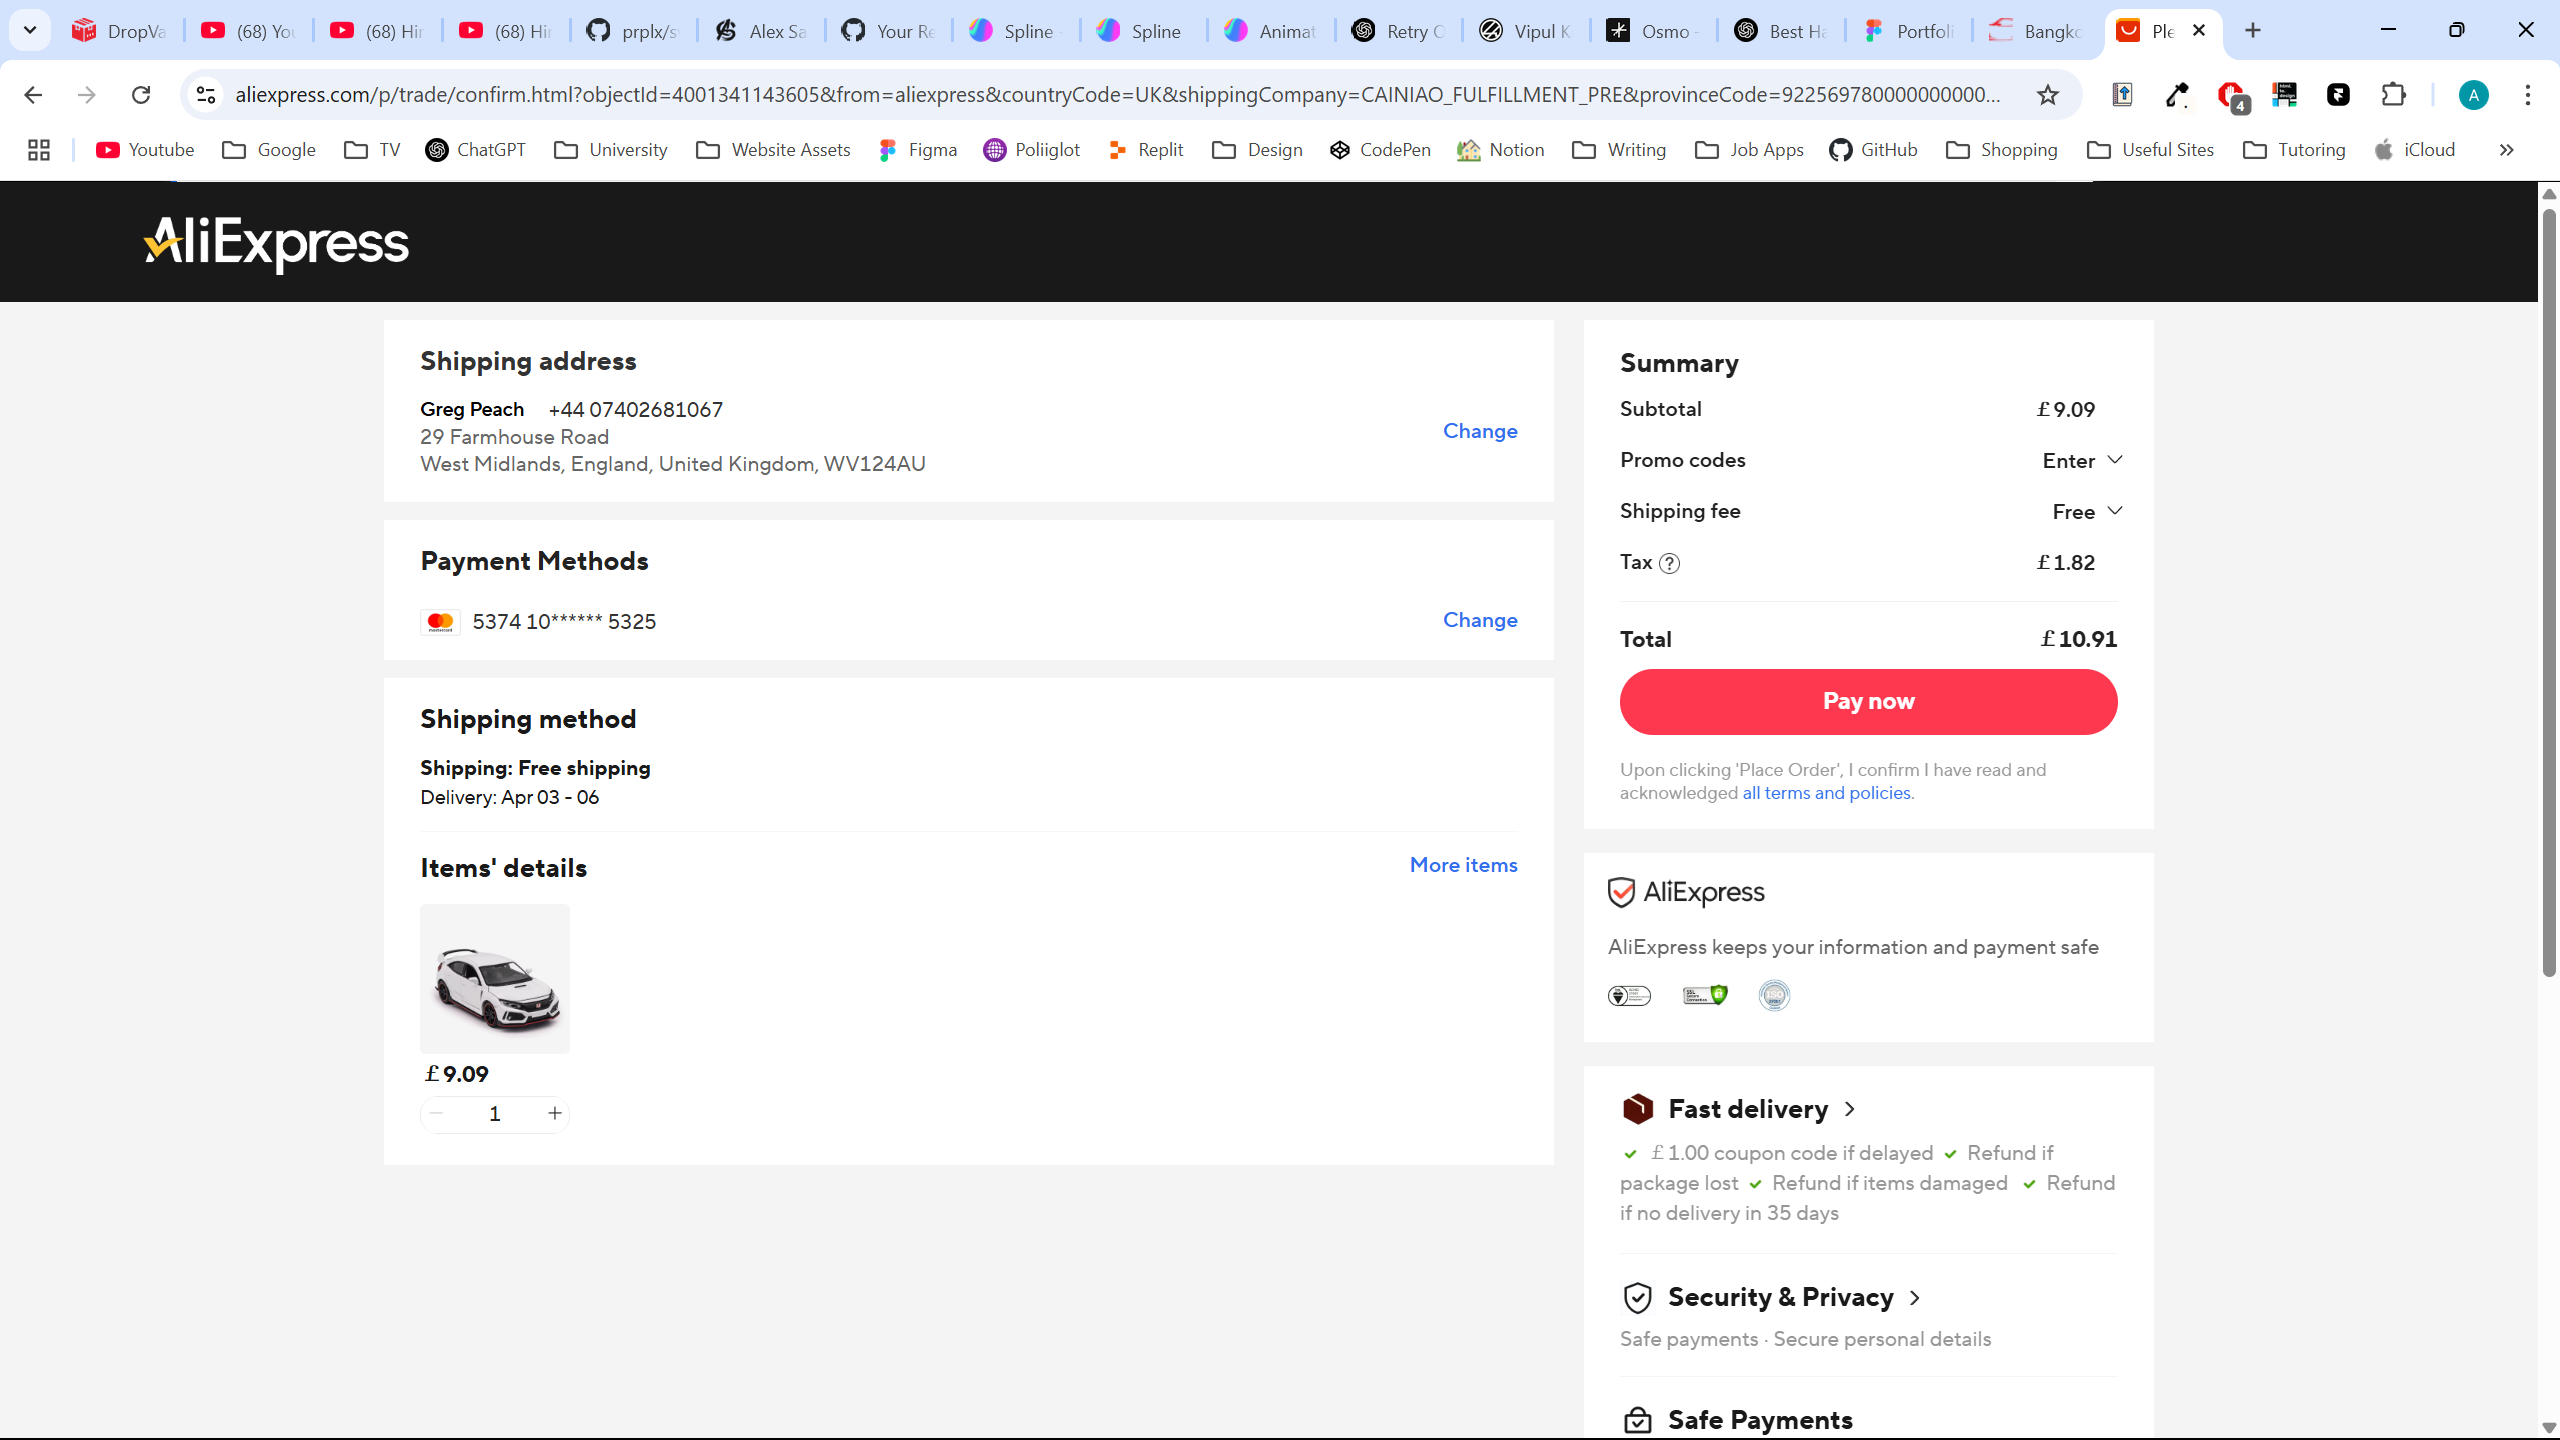 DropVa
(68) You
(68) Hir
(68) Hir
prplx/s
Alex Sa
Your Re
Spline
Spline
Animat
Retry O
Vipul K
Osmo -
Best Ha
Portfoli
Bangko
Ple
aliexpress.com/p/trade/confirm.html?objectId=4001341143605&from=aliexpress&countryCode=UK&shippingCompany=CAINIAO_FULFILLMENT_PRE&provinceCode=922569780000000000...
4
A
Youtube
Google
TV
ChatGPT
University
Website Assets
Figma
Poliiglot
Replit
Design
CodePen
Notion
Writing
Job Apps
GitHub
Shopping
Useful Sites
Tutoring
iCloud
AliExpress
Shipping address
Greg Peach +44 07402681067
29 Farmhouse Road
West Midlands, England, United Kingdom, WV124AU
Change
Payment Methods
5374 10****** 5325
Change
Shipping method
Shipping: Free shipping
Delivery: Apr 03 - 06
Items' details
More items
£9.09
1
Summary
Subtotal £9.09
Promo codes Enter
Shipping fee Free
Tax ? £1.82
Total £10.91
Pay now
Upon clicking 'Place Order', I confirm I have read and
acknowledged all terms and policies.
AliExpress
AliExpress keeps your information and payment safe
Fast delivery
£1.00 coupon code if delayed Refund if
package lost Refund if items damaged Refund
if no delivery in 35 days
Security & Privacy
Safe payments · Secure personal details
Safe Payments